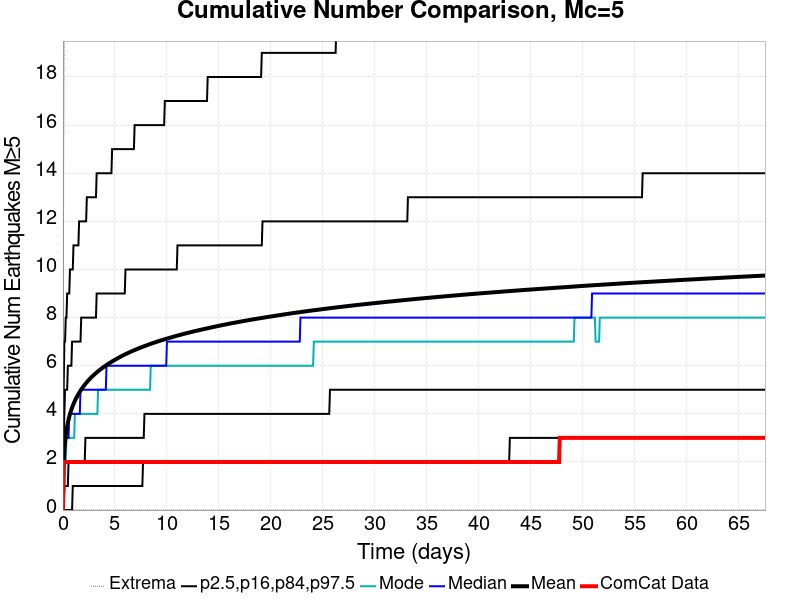 Cumulative Number Comparison, Mc=5
Cumulative Num Earthquakes M≥5
18
16
14
12
10
8
6
4
2
0
0 5 10 15 20 25 30 35 40 45 50 55 60 65
Time (days)
Extrema p2.5,p16,p84,p97.5 Mode Median Mean ComCat Data